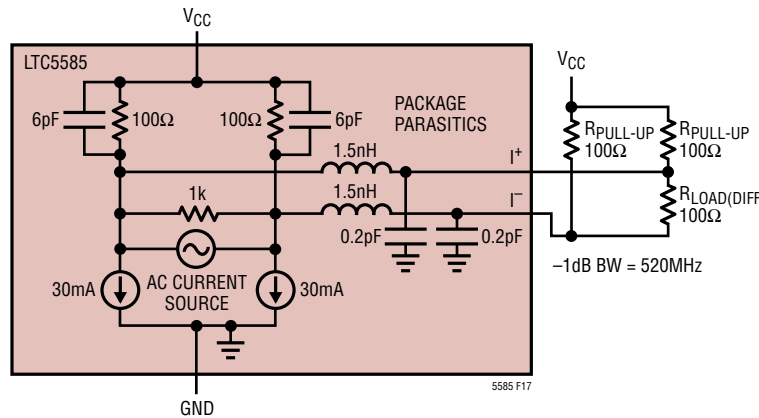 VCC
LTC5585
VCC
6pF
100Ω
100Ω
6pF
PACKAGE
PARASITICS
RPULL-UP
100Ω
RPULL-UP
100Ω
1.5nH
I+
1k
1.5nH
I–
RLOAD(DIFF
100Ω
0.2pF
0.2pF
–1dB BW = 520MHz
30mA
AC CURRENT
SOURCE
30mA
5585 F17
GND